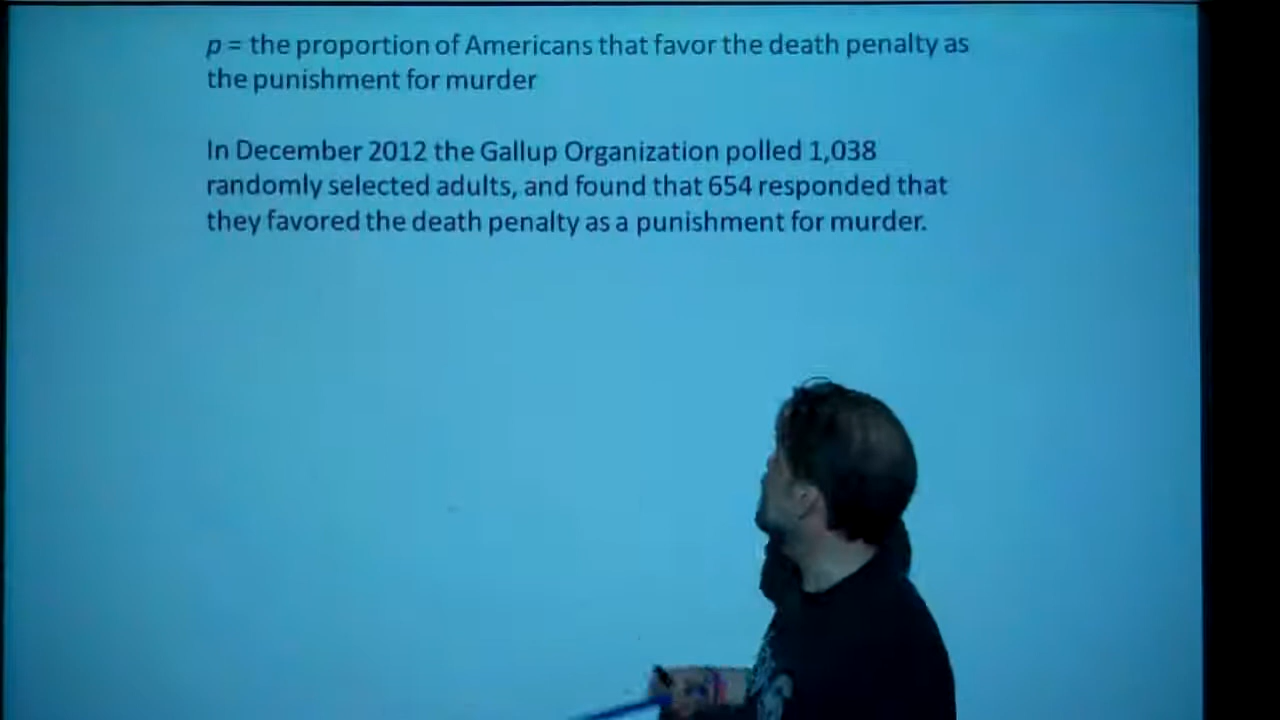 p = the proportion of Americans that favor the death penalty as
the punishment for murder
In December 2012 the Gallup Organization polled 1,038
randomly selected adults, and found that 654 responded that
they favored the death penalty as a punishment for murder.